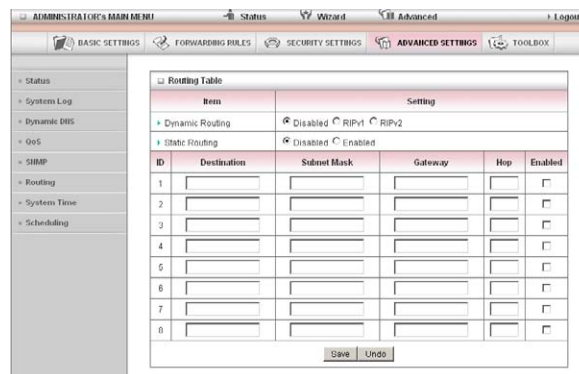 ADMINISTRATOR's MAIN MENU Status Wizard Advanced Logout
BASIC SETTINGS FORWARDING RULES SECURITY SETTINGS ADVANCED SETTINGS TOOLBOX
Status
System Log
Dynamic DNS
QoS
SNMP
Routing
System Time
Scheduling
Routing Table
Item Setting
Dynamic Routing Disabled RIPv1 RIPv2
Static Routing Disabled Enabled
ID Destination Subnet Mask Gateway Hop Enabled
1
2
3
4
5
6
7
8
Save Undo